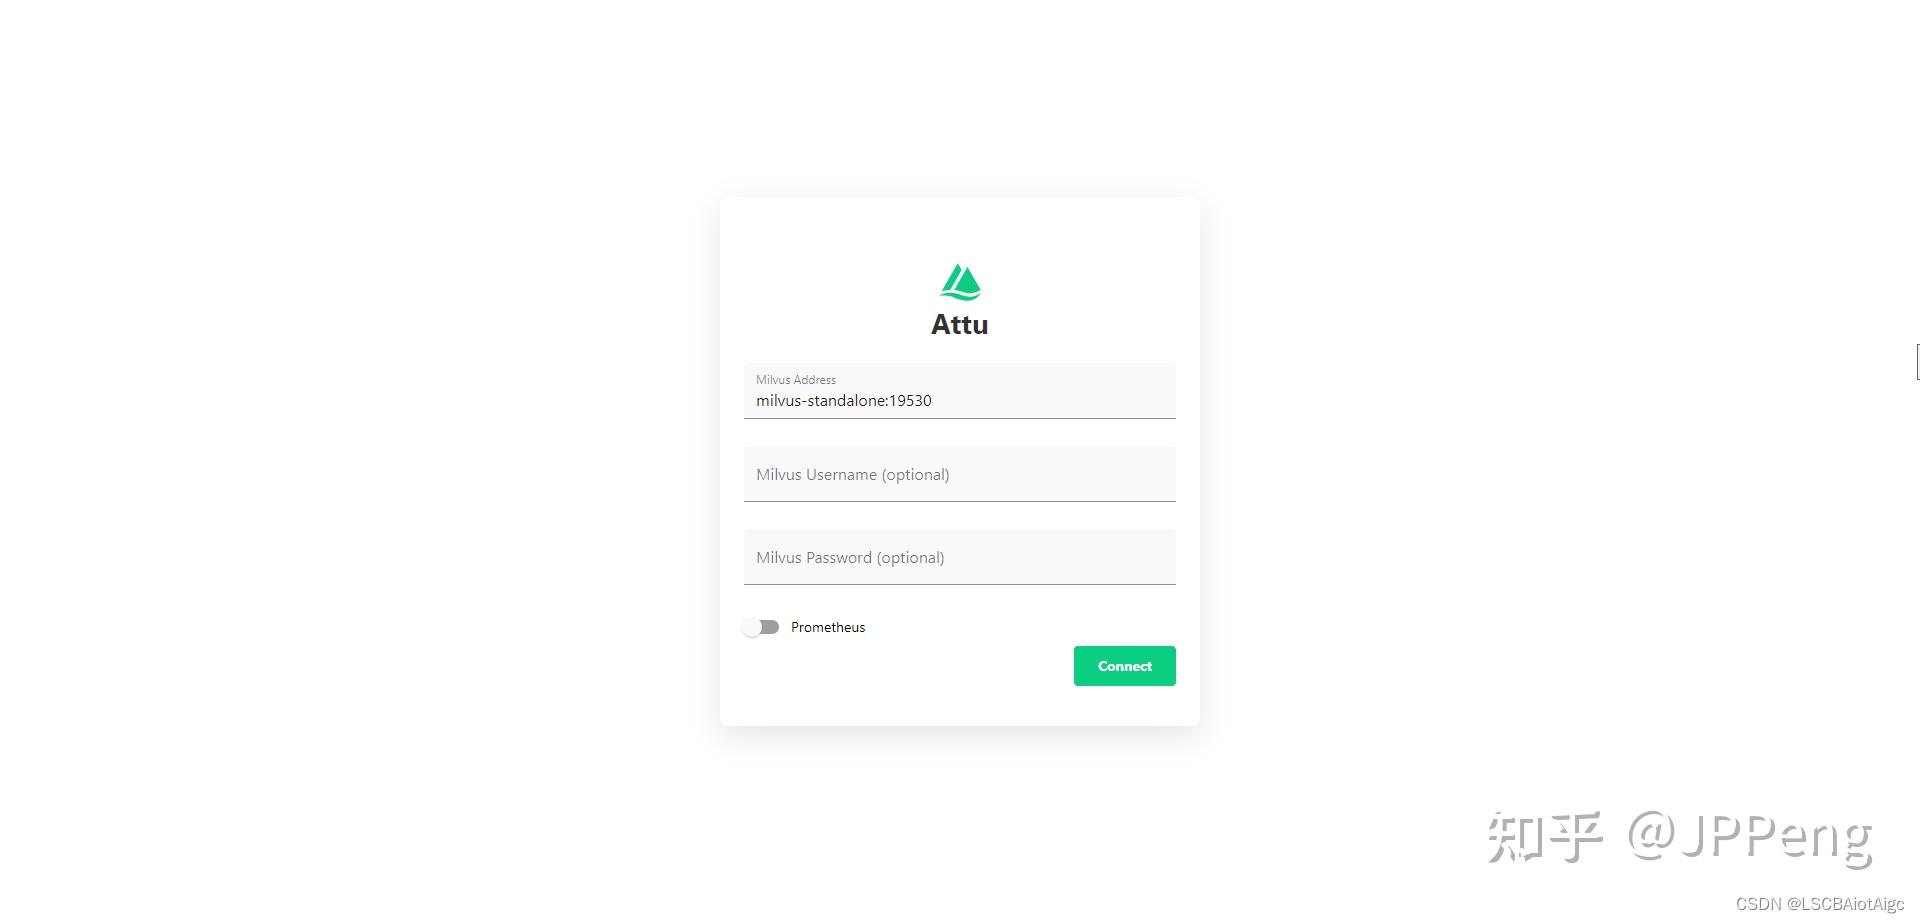 Attu
Milvus Address
milvus-standalone:19530
Milvus Username (optional)
Milvus Password (optional)
Prometheus
Connect
知乎 @JPPeng
CSDN @LSCBAiotAigc